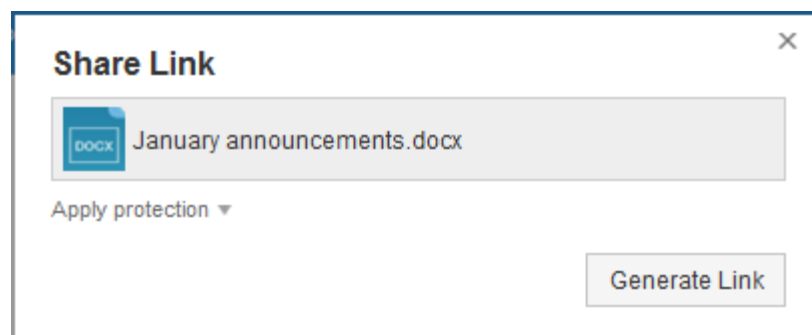 Share Link
DOCX
January announcements.docx
Apply protection
Generate Link